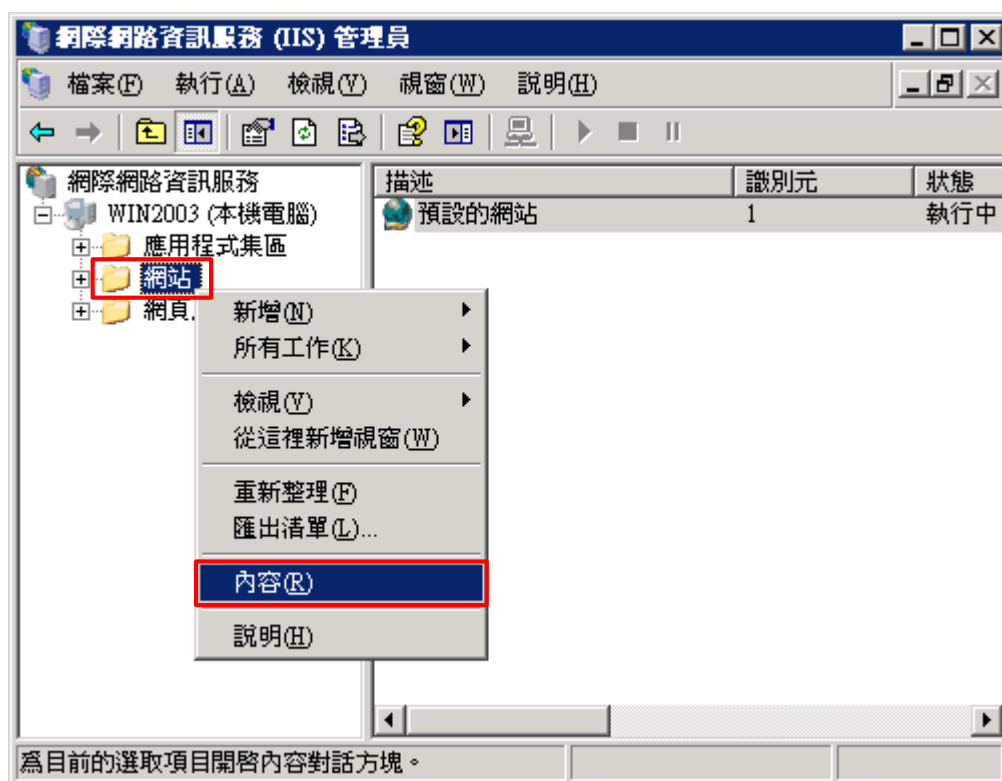 網際網路資訊服務 (IIS) 管理員
檔案(F) 執行(A) 檢視(V) 視窗(W) 說明(H)
網際網路資訊服務
WIN2003 (本機電腦)
應用程式集區
網站
網頁
描述 識別元 狀態
預設的網站 1 執行中
新增(N)
所有工作(K)
檢視(V)
從這裡新增視窗(W)
重新整理(F)
匯出清單(L)...
內容(R)
說明(H)
為目前的選取項目開啓內容對話方塊。